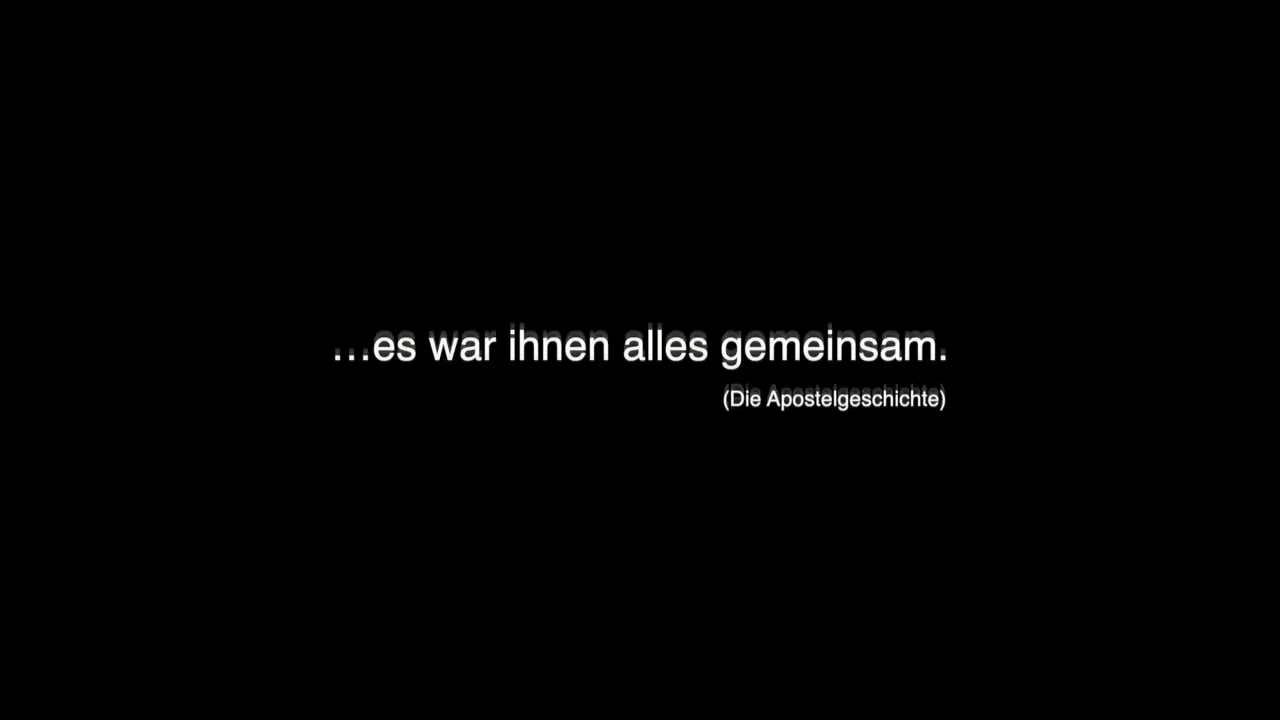 …es war ihnen alles gemeinsam.
(Die Apostelgeschichte)